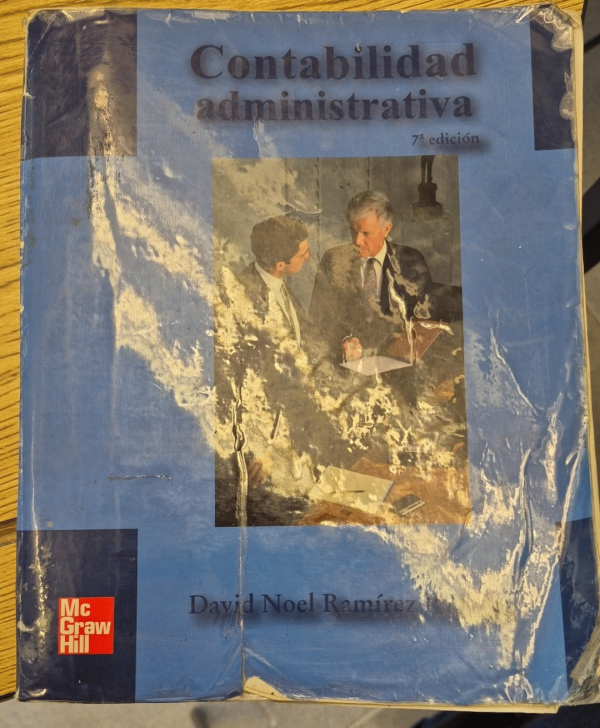 Contabilidad
administrativa
7ª edición
David Noel Ramírez
Mc
Graw
Hill